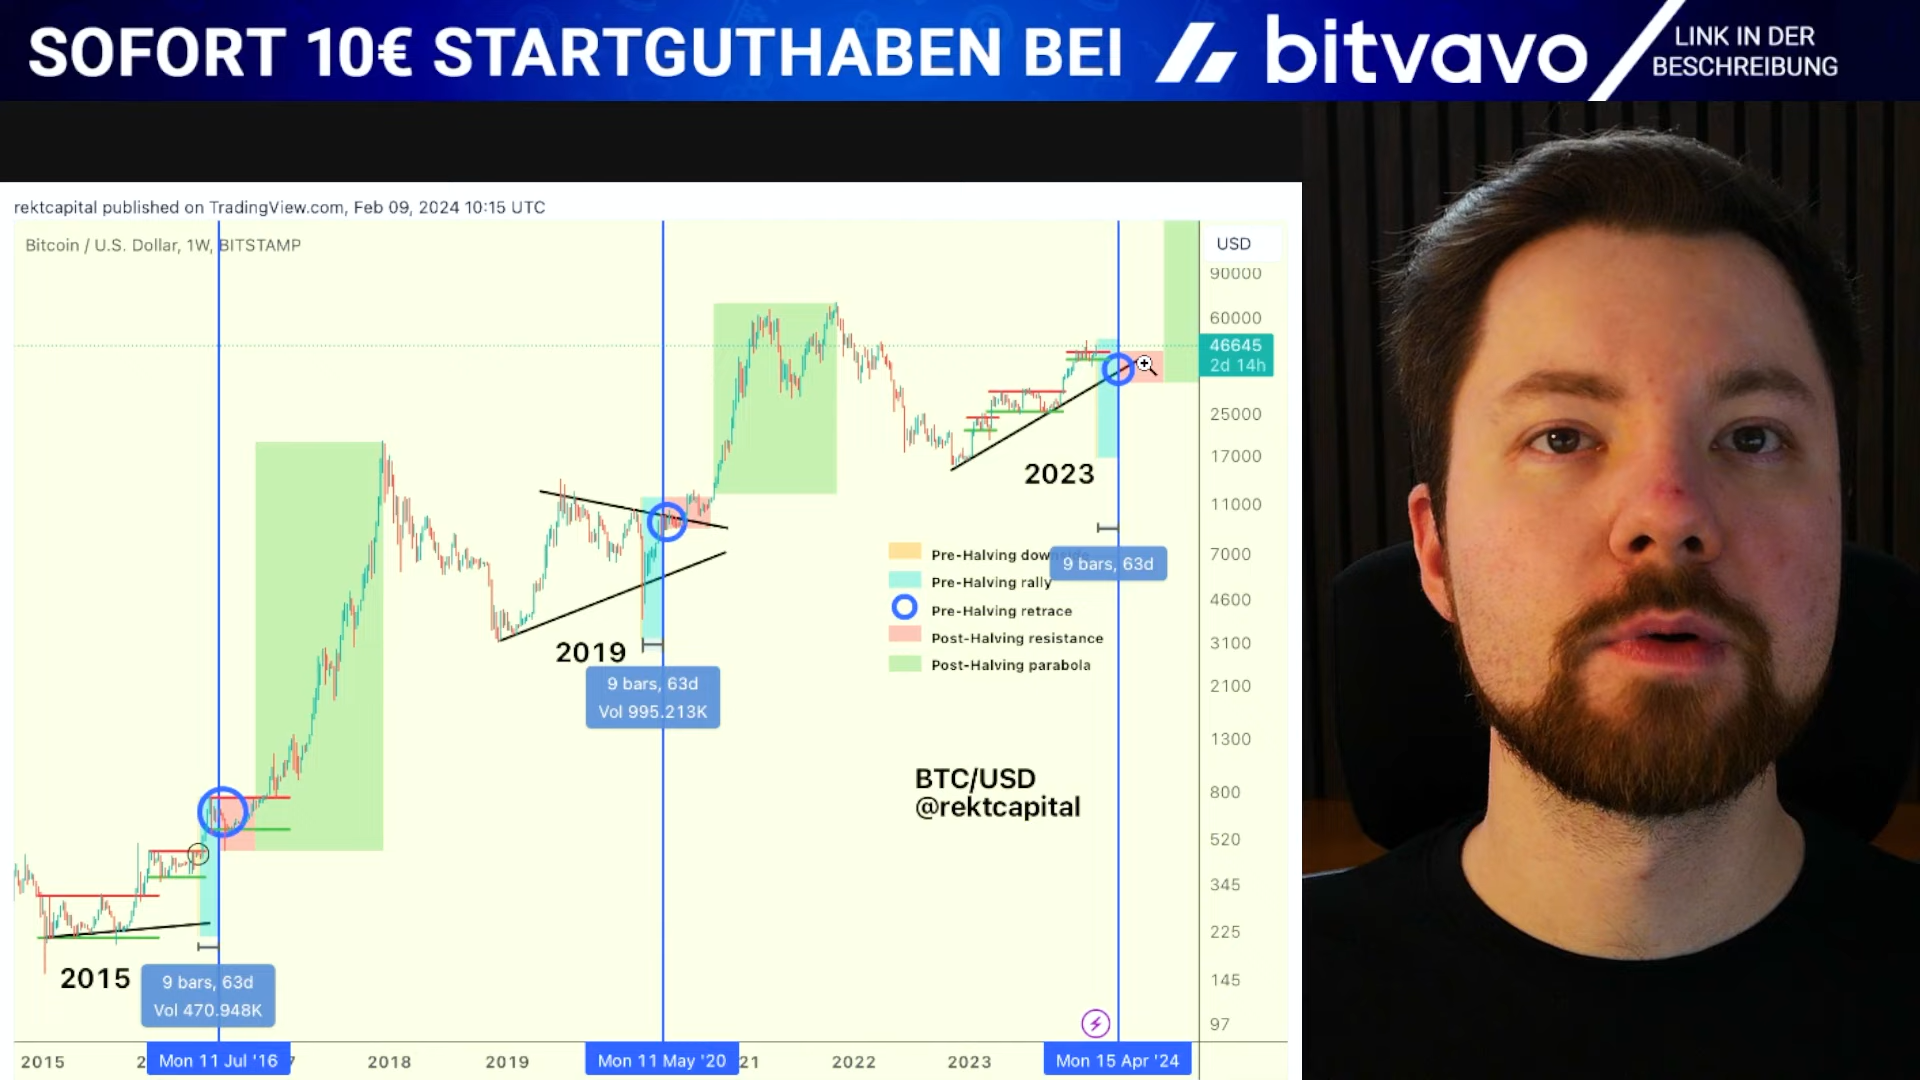 SOFORT 10€ STARTGUTHABEN BEI bitvavo
LINK IN DER
BESCHREIBUNG
rektcapital published on TradingView.com, Feb 09, 2024 10:15 UTC
Bitcoin / U.S. Dollar, 1W, BITSTAMP
USD
90000
60000
46645
2d 14h
25000
17000
11000
7000
4600
3100
2100
1300
800
520
345
225
145
97
2023
9 bars, 63d
Pre-Halving
Pre-Halving rally
Pre-Halving retrace
Post-Halving resistance
Post-Halving parabola
2019
9 bars, 63d
Vol 995.213K
BTC/USD
@rektcapital
2015
9 bars, 63d
Vol 470.948K
2015
Mon 11 Jul '16
2018
2019
Mon 11 May '20
21
2022
2023
Mon 15 Apr '24